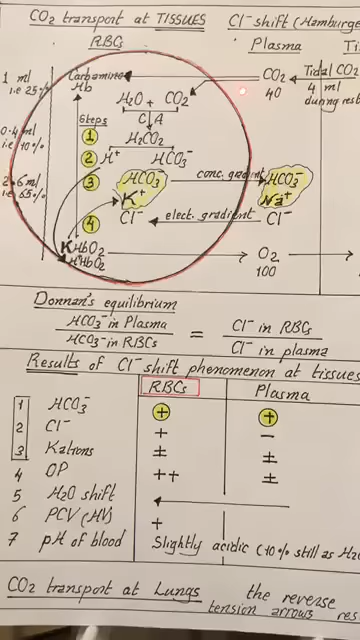 CO2 transport at TISSUES
Cl- shift (Hamburge
RBCs
Plasma
Tissue
1 ml
i.e 25%
Carbamino
Hb
CO2
40
Tidal CO2
4 ml
during rest
H2O + CO2
C A
0.4 ml
i.e 10%
Steps
H2CO3
1
2
H+
HCO3-
2.6 ml
i.e 65%
3
HCO3-
K+
conc. gradient
HCO3-
Na+
4
Cl-
elect. gradient
Cl-
KHbO2
H+HbO2-
O2
100
Donnan's equilibrium
HCO3- in Plasma
HCO3- in RBCs
=
Cl- in RBCs
Cl- in plasma
Results of Cl- shift phenomenon at tissues
RBCs
Plasma
1 HCO3- + +
2 Cl- + -
3 Kations ± ±
4 OP ++ ±
5 H2O shift
6 PCV (HV) +
7 pH of blood Slightly acidic (10% still as H2
CO2 transport at Lungs the reverse
tension arrows res